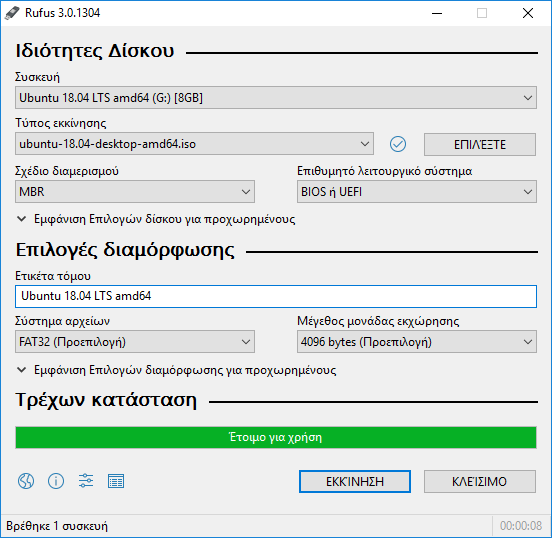 Rufus 3.0.1304
Ιδιότητες Δίσκου
Συσκευή
Ubuntu 18.04 LTS amd64 (G:) [8GB]
Τύπος εκκίνησης
ubuntu-18.04-desktop-amd64.iso
ΕΠΙΛΈΞΤΕ
Σχέδιο διαμερισμού
Επιθυμητό λειτουργικό σύστημα
MBR
BIOS ή UEFI
Εμφάνιση Επιλογών δίσκου για προχωρημένους
Επιλογές διαμόρφωσης
Ετικέτα τόμου
Ubuntu 18.04 LTS amd64
Σύστημα αρχείων
Μέγεθος μονάδας εκχώρησης
FAT32 (Προεπιλογή)
4096 bytes (Προεπιλογή)
Εμφάνιση Επιλογών διαμόρφωσης για προχωρημένους
Τρέχων κατάσταση
Έτοιμο για χρήση
ΕΚΚΊΝΗΣΗ
ΚΛΕΊΣΙΜΟ
Βρέθηκε 1 συσκευή
00:00:08